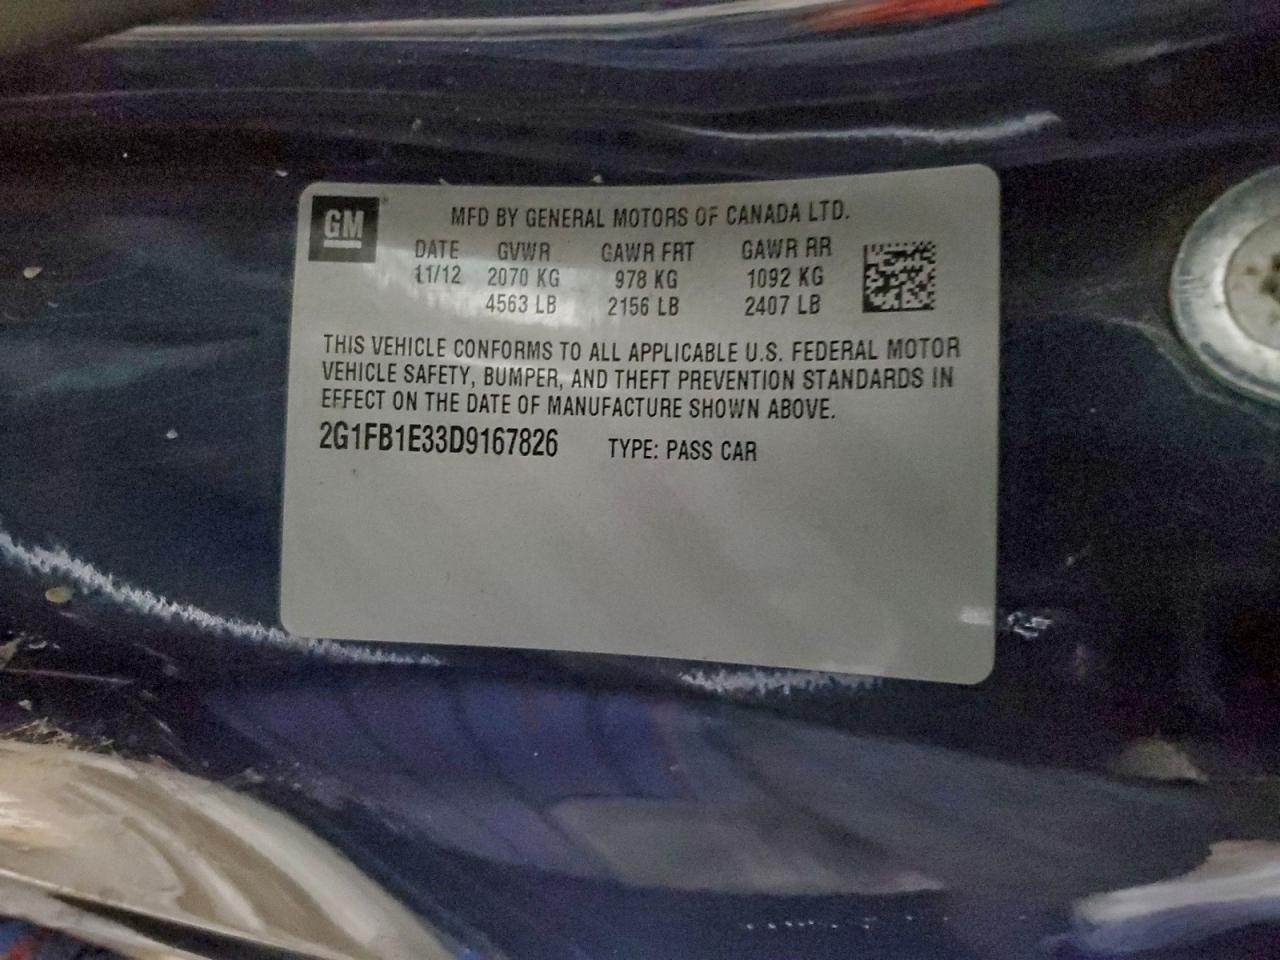 GM
MFD BY GENERAL MOTORS OF CANADA LTD.
DATE GVWR GAWR FRT GAWR RR
11/12 2070 KG 978 KG 1092 KG
4563 LB 2156 LB 2407 LB
THIS VEHICLE CONFORMS TO ALL APPLICABLE U.S. FEDERAL MOTOR
VEHICLE SAFETY, BUMPER, AND THEFT PREVENTION STANDARDS IN
EFFECT ON THE DATE OF MANUFACTURE SHOWN ABOVE.
2G1FB1E33D9167826 TYPE: PASS CAR